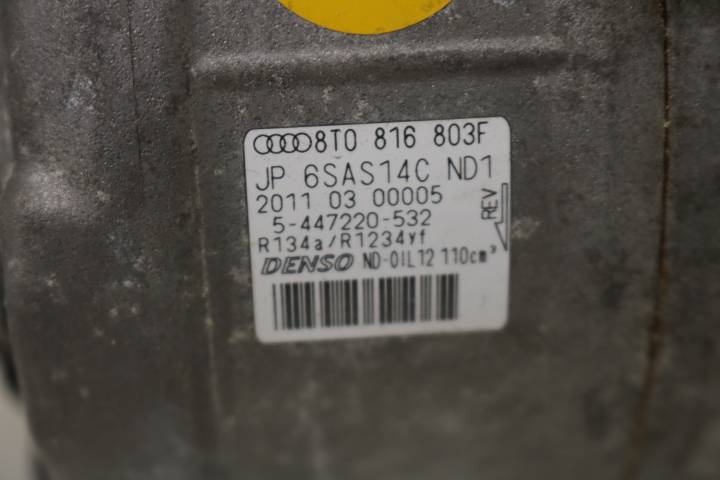 8T0 816 803F
JP 6SAS14C ND1
2011 03 00005
5-447220-532
REV
R134a/R1234yf
DENSO ND-OIL12 110cm³